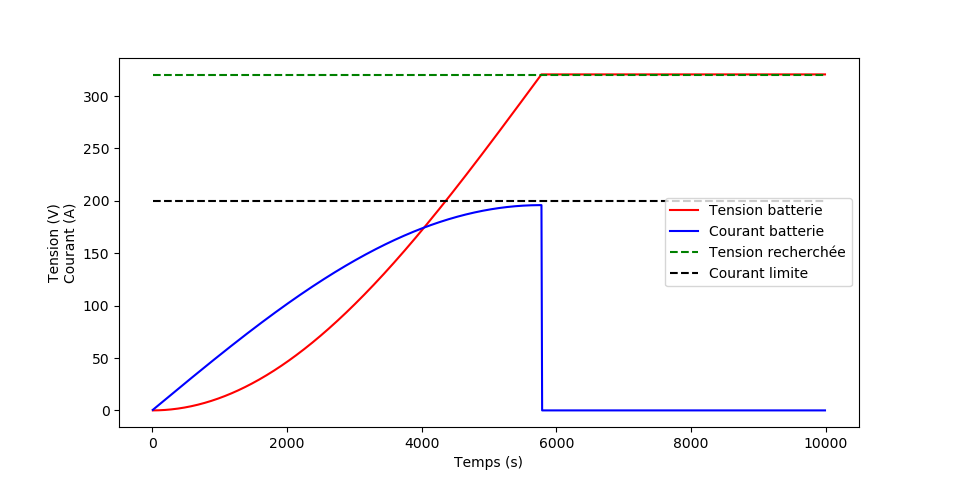 300
250
200
150
100
50
0
Tension (V)
Courant (A)
Tension batterie
Courant batterie
Tension recherchée
Courant limite
0 2000 4000 6000 8000 10000
Temps (s)